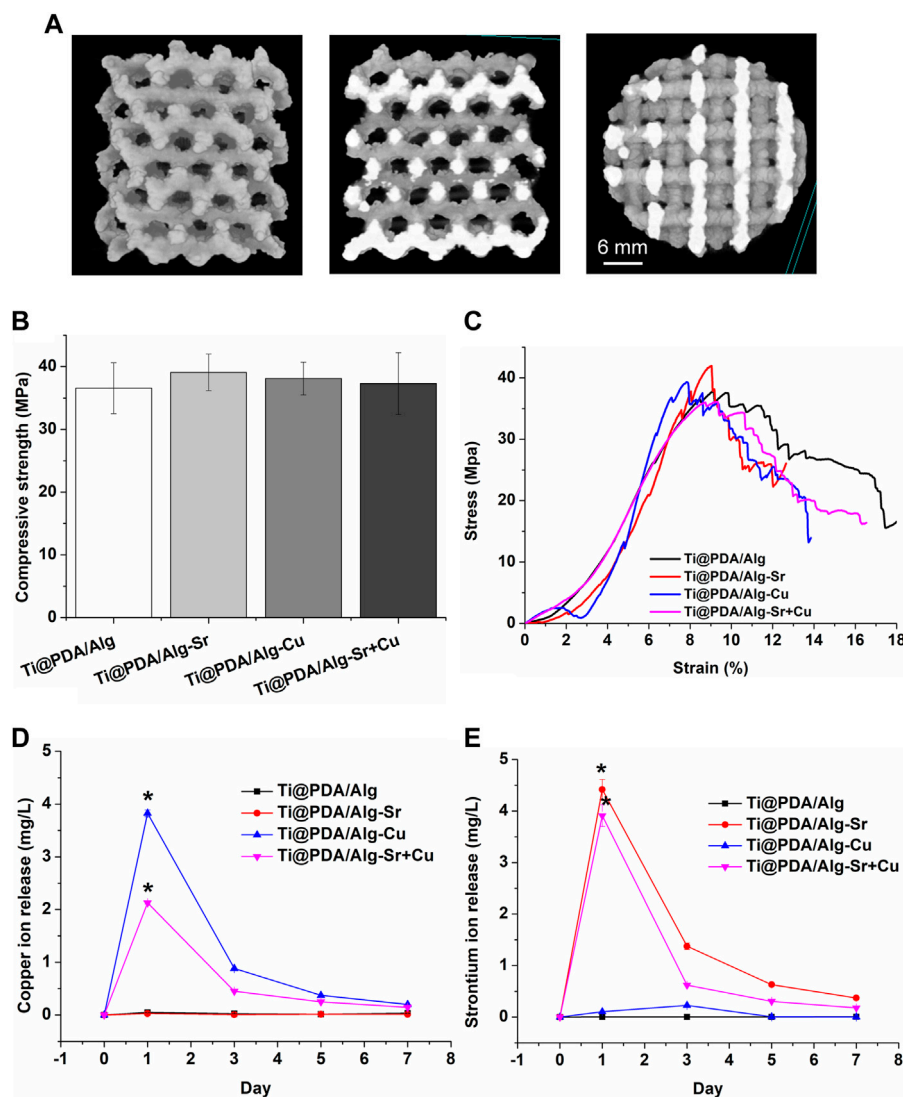 A
6 mm
B
Compressive strength (MPa)
50
40
30
20
10
0
Ti@PDA/Alg
Ti@PDA/Alg-Sr
Ti@PDA/Alg-Cu
Ti@PDA/Alg-Sr+Cu
C
Stress (Mpa)
50
40
30
20
10
0
Ti@PDA/Alg
Ti@PDA/Alg-Sr
Ti@PDA/Alg-Cu
Ti@PDA/Alg-Sr+Cu
0 2 4 6 8 10 12 14 16 18
Strain (%)
D
Copper ion release (mg/L)
5
4
3
2
1
0
*
*
Ti@PDA/Alg
Ti@PDA/Alg-Sr
Ti@PDA/Alg-Cu
Ti@PDA/Alg-Sr+Cu
-1 0 1 2 3 4 5 6 7 8
Day
E
Strontium ion release (mg/L)
5
4
3
2
1
0
*
*
Ti@PDA/Alg
Ti@PDA/Alg-Sr
Ti@PDA/Alg-Cu
Ti@PDA/Alg-Sr+Cu
-1 0 1 2 3 4 5 6 7 8
Day